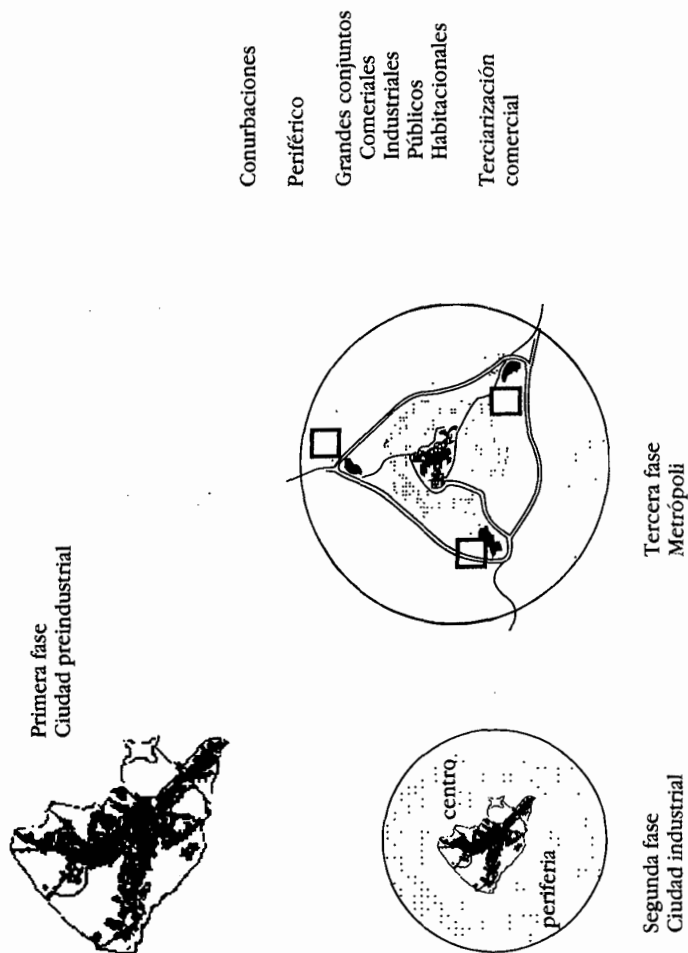 Primera fase
Ciudad preindustrial
centro
periferia
Segunda fase
Ciudad industrial
Tercera fase
Metrópoli
Conurbaciones
Periférico
Grandes conjuntos
Comeriales
Industriales
Públicos
Habitacionales
Terciarización
comercial